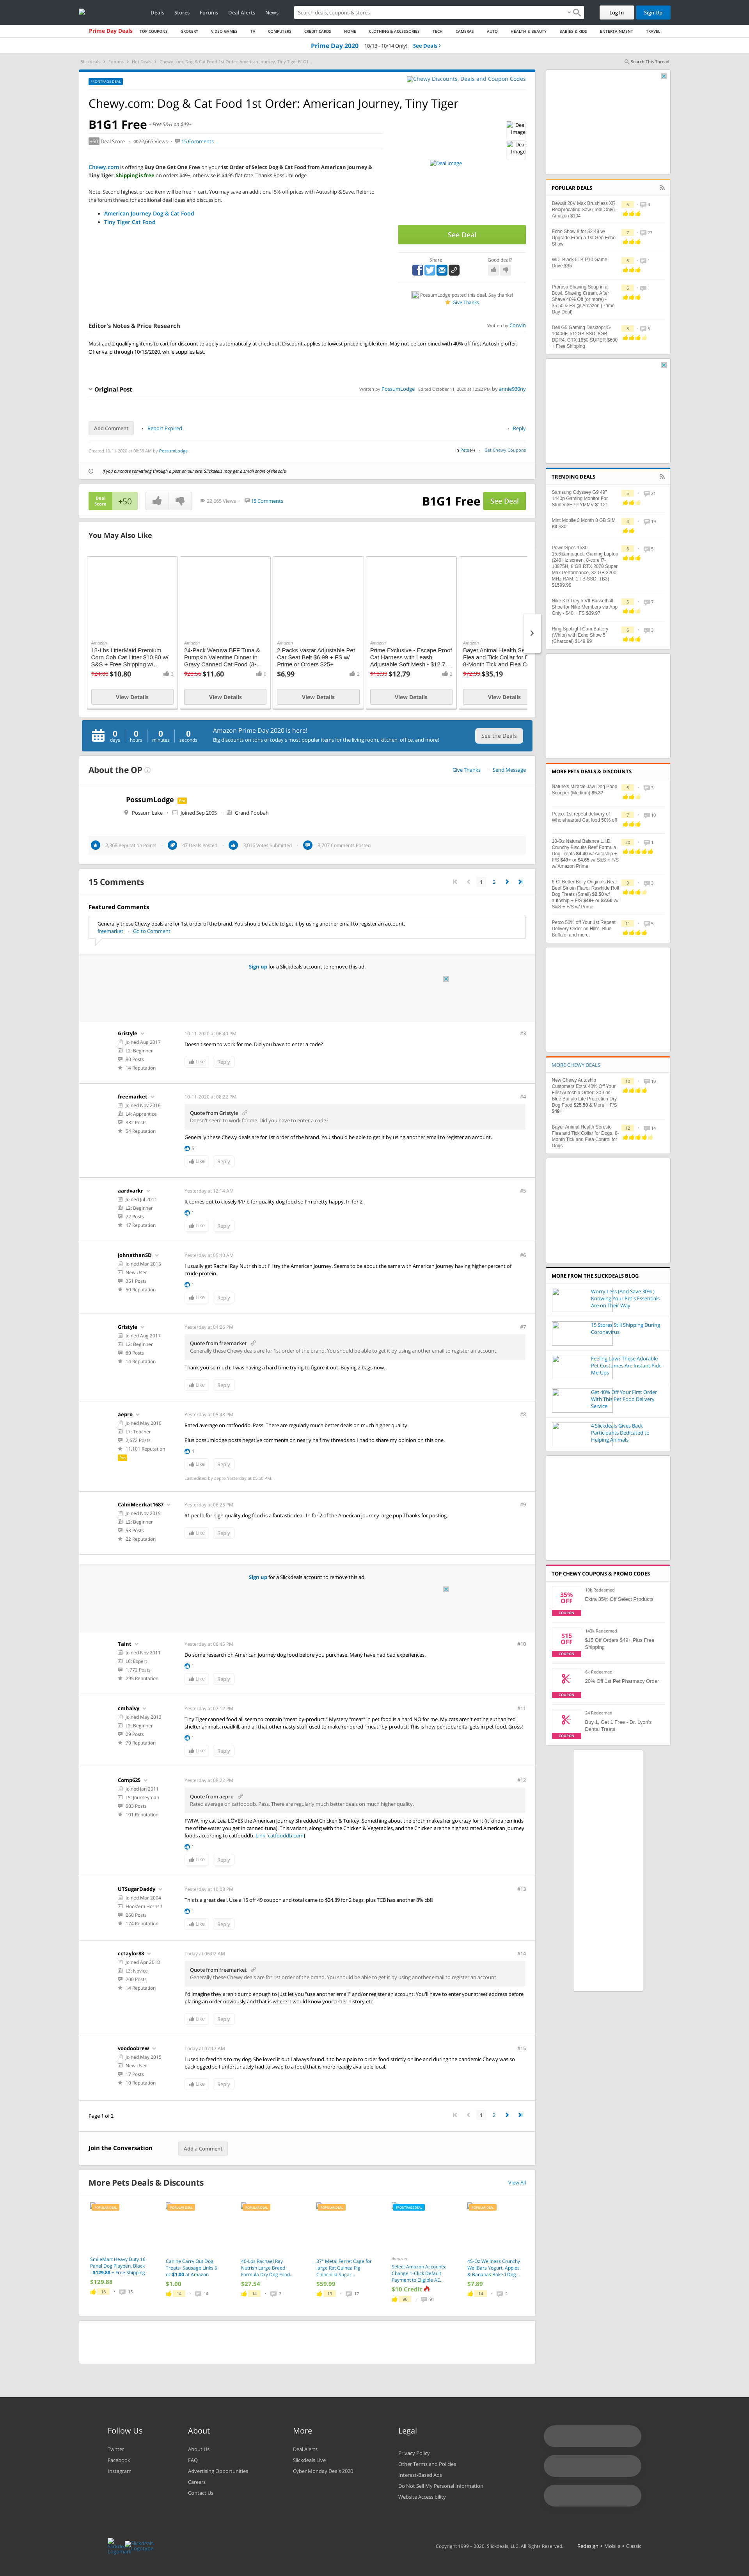 Deals Stores Forums Deal Alerts News
Search deals, coupons & stores
Log In Sign Up
Prime Day Deals TOP COUPONS GROCERY VIDEO GAMES TV COMPUTERS CREDIT CARDS HOME CLOTHING & ACCESSORIES TECH CAMERAS AUTO HEALTH & BEAUTY BABIES & KIDS ENTERTAINMENT TRAVEL
Prime Day 2020 10/13 - 10/14 Only! See Deals
Slickdeals Forums Hot Deals Chewy.com: Dog & Cat Food 1st Order: American Journey, Tiny Tiger B1G1...
Search This Thread
FRONTPAGE DEAL
Chewy Discounts, Deals and Coupon Codes
Chewy.com: Dog & Cat Food 1st Order: American Journey, Tiny Tiger
B1G1 Free + Free S&H on $49+
+50 Deal Score 22,665 Views 15 Comments
Deal Image
Deal Image
Deal Image
Chewy.com is offering Buy One Get One Free on your 1st Order of Select Dog & Cat Food from American Journey &
Tiny Tiger. Shipping is free on orders $49+, otherwise is $4.95 flat rate. Thanks PossumLodge
Note: Second highest priced item will be free in cart. You may save an additional 5% off prices with Autoship & Save. Refer to
the forum thread for additional deal ideas and discussion.
American Journey Dog & Cat Food
Tiny Tiger Cat Food
See Deal
Share
Good deal?
PossumLodge posted this deal. Say thanks!
Give Thanks
Editor's Notes & Price Research
Written by Corwin
Must add 2 qualifying items to cart for discount to apply automatically at checkout. Discount applies to lowest priced eligible item. May not be combined with 40% off first Autoship offer.
Offer valid through 10/15/2020, while supplies last.
Original Post
Written by PossumLodge Edited October 11, 2020 at 12:22 PM by annie930ny
Add Comment Report Expired Reply
Created 10-11-2020 at 08:38 AM by PossumLodge
in Pets (4) Get Chewy Coupons
If you purchase something through a post on our site, Slickdeals may get a small share of the sale.
Deal Score +50 22,665 Views 15 Comments
B1G1 Free See Deal
You May Also Like
Amazon
18-Lbs LitterMaid Premium
Corn Cob Cat Litter $10.80 w/
S&S + Free Shipping w/...
$24.00 $10.80 3
View Details
Amazon
24-Pack Weruva BFF Tuna &
Pumpkin Valentine Dinner in
Gravy Canned Cat Food (3-...
$28.56 $11.60 0
View Details
Amazon
2 Packs Vastar Adjustable Pet
Car Seat Belt $6.99 + FS w/
Prime or Orders $25+
$6.99 2
View Details
Amazon
Prime Exclusive - Escape Proof
Cat Harness with Leash
Adjustable Soft Mesh - $12.7...
$18.99 $12.79 2
View Details
Amazon
Bayer Animal Health Se
Flea and Tick Collar for D
8-Month Tick and Flea Co
$72.99 $35.19
View Details
0 days 0 hours 0 minutes 0 seconds
Amazon Prime Day 2020 is here!
Big discounts on tons of today's most popular items for the living room, kitchen, office, and more!
See the Deals
About the OP
Give Thanks Send Message
PossumLodge Pro
Possum Lake Joined Sep 2005 Grand Poobah
2,368 Reputation Points 47 Deals Posted 3,016 Votes Submitted 8,707 Comments Posted
15 Comments
1 2
Featured Comments
Generally these Chewy deals are for 1st order of the brand. You should be able to get it by using another email to register an account.
freemarket Go to Comment
Sign up for a Slickdeals account to remove this ad.
Gristyle
Joined Aug 2017
L2: Beginner
80 Posts
14 Reputation
10-11-2020 at 06:40 PM #3
Doesn't seem to work for me. Did you have to enter a code?
Like Reply
freemarket
Joined Nov 2016
L4: Apprentice
382 Posts
54 Reputation
10-11-2020 at 08:22 PM #4
Quote from Gristyle
Doesn't seem to work for me. Did you have to enter a code?
Generally these Chewy deals are for 1st order of the brand. You should be able to get it by using another email to register an account.
5
Like Reply
aardvarkr
Joined Jul 2011
L2: Beginner
72 Posts
47 Reputation
Yesterday at 12:14 AM #5
It comes out to closely $1/lb for quality dog food so I'm pretty happy. In for 2
1
Like Reply
JohnathanSD
Joined Mar 2015
New User
351 Posts
50 Reputation
Yesterday at 05:40 AM #6
I usually get Rachel Ray Nutrish but I'll try the American Journey. Seems to be about the same with American Journey having higher percent of
crude protein.
1
Like Reply
Gristyle
Joined Aug 2017
L2: Beginner
80 Posts
14 Reputation
Yesterday at 04:26 PM #7
Quote from freemarket
Generally these Chewy deals are for 1st order of the brand. You should be able to get it by using another email to register an account.
Thank you so much. I was having a hard time trying to figure it out. Buying 2 bags now.
Like Reply
aepro
Joined May 2010
L7: Teacher
2,672 Posts
11,101 Reputation
Pro
Yesterday at 05:48 PM #8
Rated average on catfooddb. Pass. There are regularly much better deals on much higher quality.
Plus possumlodge posts negative comments on nearly half my threads so I had to share my opinion on this one.
4
Like Reply
Last edited by aepro Yesterday at 05:50 PM.
CalmMeerkat1687
Joined Nov 2019
L2: Beginner
58 Posts
22 Reputation
Yesterday at 06:25 PM #9
$1 per lb for high quality dog food is a fantastic deal. In for 2 of the American journey large pup Thanks for posting.
Like Reply
Sign up for a Slickdeals account to remove this ad.
Taint
Joined Nov 2011
L6: Expert
1,772 Posts
295 Reputation
Yesterday at 06:45 PM #10
Do some research on American Journey dog food before you purchase. Many have had bad experiences.
1
Like Reply
cmhalvy
Joined May 2013
L2: Beginner
29 Posts
70 Reputation
Yesterday at 07:12 PM #11
Tiny Tiger canned food all seem to contain "meat by-product." Mystery "meat" in pet food is a hard NO for me. My cats aren't eating euthanized
shelter animals, roadkill, and all that other nasty stuff used to make rendered "meat" by-product. This is how pentobarbital gets in pet food. Gross!
1
Like Reply
Comp625
Joined Jan 2011
L5: Journeyman
503 Posts
101 Reputation
Yesterday at 08:22 PM #12
Quote from aepro
Rated average on catfooddb. Pass. There are regularly much better deals on much higher quality.
FWIW, my cat Leia LOVES the American Journey Shredded Chicken & Turkey. Something about the broth makes her go crazy for it (it kinda reminds
me of the water you get in canned tuna). This variant, along with the Chicken & Vegetables, and the Chicken are the highest rated American Journey
foods according to catfooddb. Link [catfooddb.com]
1
Like Reply
UTSugarDaddy
Joined Mar 2004
Hook'em Horns!!
260 Posts
174 Reputation
Yesterday at 10:08 PM #13
This is a great deal. Use a 15 off 49 coupon and total came to $24.89 for 2 bags, plus TCB has another 8% cb!!
1
Like Reply
cctaylor88
Joined Apr 2018
L3: Novice
200 Posts
14 Reputation
Today at 06:02 AM #14
Quote from freemarket
Generally these Chewy deals are for 1st order of the brand. You should be able to get it by using another email to register an account.
I'd imagine they aren't dumb enough to just let you "use another email" and/or register an account. You'll have to enter your street address before
placing an order obviously and that is where it would know your order history etc
Like Reply
voodoobrew
Joined May 2015
New User
17 Posts
10 Reputation
Today at 07:17 AM #15
I used to feed this to my dog. She loved it but I always found it to be a pain to order food strictly online and during the pandemic Chewy was so
backlogged so I unfortunately had to swap to a food that is more readily available local.
Like Reply
Page 1 of 2
1 2
Join the Conversation Add a Comment
More Pets Deals & Discounts View All
POPULAR DEAL
SmileMart Heavy Duty 16
Panel Dog Playpen, Black
- $129.88 + Free Shipping
$129.88
16 15
POPULAR DEAL
Canine Carry Out Dog
Treats- Sausage Links 5
oz $1.00 at Amazon
$1.00
14 14
POPULAR DEAL
40-Lbs Rachael Ray
Nutrish Large Breed
Formula Dry Dog Food...
$27.54
14 2
POPULAR DEAL
37" Metal Ferret Cage for
large Rat Guinea Pig
Chinchilla Sugar...
$59.99
13 17
FRONTPAGE DEAL
Amazon
Select Amazon Accounts:
Change 1-Click Default
Payment to Eligible AE...
$10 Credit
36 91
POPULAR DEAL
45-Oz Wellness Crunchy
WellBars Yogurt, Apples
& Bananas Baked Dog...
$7.89
14 2
POPULAR DEALS
Dewalt 20V Max Brushless XR
Reciprocating Saw (Tool Only) -
Amazon $104
6 4
Echo Show 8 for $2.49 w/
Upgrade From a 1st Gen Echo
Show
7 27
WD_Black 5TB P10 Game
Drive $95
6 1
Proraso Shaving Soap in a
Bowl, Shaving Cream, After
Shave 40% Off (or more) -
$5.50 & FS @ Amazon (Prime
Day Deal)
6 1
Dell G5 Gaming Desktop: i5-
10400F, 512GB SSD, 8GB
DDR4, GTX 1650 SUPER $600
+ Free Shipping
8 5
TRENDING DEALS
Samsung Odyssey G9 49"
1440p Gaming Monitor For
Student/EPP YMMV $1121
5 21
Mint Mobile 3 Month 8 GB SIM
Kit $30
4 19
PowerSpec 1530
15.6&amp;quot; Gaming Laptop
(240 Hz screen, 8-core i7-
10875H, 8 GB RTX 2070 Super
Max Performance, 32 GB 3200
MHz RAM, 1 TB SSD, TB3)
$1599.99
6 5
Nike KD Trey 5 VII Basketball
Shoe for Nike Members via App
Only - $40 + FS $39.97
5 7
Ring Spotlight Cam Battery
(White) with Echo Show 5
(Charcoal) $149.99
6 3
MORE PETS DEALS & DISCOUNTS
Nature's Miracle Jaw Dog Poop
Scooper (Medium) $5.37
5 3
Petco: 1st repeat delivery of
Wholehearted Cat food 50% off
7 10
10-Oz Natural Balance L.I.D.
Crunchy Biscuits Beef Formula
Dog Treats $4.40 w/ Autoship +
F/S $49+ or $4.65 w/ S&S + F/S
w/ Amazon Prime
20 1
6-Ct Better Belly Originals Real
Beef Sirloin Flavor Rawhide Roll
Dog Treats (Small) $2.50 w/
autoship + F/S $49+ or $2.60 w/
S&S + F/S w/ Prime
9 3
Petco 50% off Your 1st Repeat
Delivery Order on Hill's, Blue
Buffalo, and more.
11 5
MORE CHEWY DEALS
New Chewy Autoship
Customers Extra 40% Off Your
First Autoship Order: 30-Lbs
Blue Buffalo Life Protection Dry
Dog Food $25.50 & More + F/S
$49+
10 10
Bayer Animal Health Seresto
Flea and Tick Collar for Dogs, 8-
Month Tick and Flea Control for
Dogs
12 14
MORE FROM THE SLICKDEALS BLOG
Worry Less (And Save 30% )
Knowing Your Pet's Essentials
Are on Their Way
15 Stores Still Shipping During
Coronavirus
Feeling Low? These Adorable
Pet Costumes Are Instant Pick-
Me-Ups
Get 40% Off Your First Order
With This Pet Food Delivery
Service
4 Slickdeals Gives Back
Participants Dedicated to
Helping Animals
TOP CHEWY COUPONS & PROMO CODES
35% OFF COUPON
19k Redeemed
Extra 35% Off Select Products
$15 OFF COUPON
143k Redeemed
$15 Off Orders $49+ Plus Free
Shipping
COUPON
6k Redeemed
20% Off 1st Pet Pharmacy Order
COUPON
24 Redeemed
Buy 1, Get 1 Free - Dr. Lyon's
Dental Treats
Follow Us
Twitter
Facebook
Instagram
About
About Us
FAQ
Advertising Opportunities
Careers
Contact Us
More
Deal Alerts
Slickdeals Live
Cyber Monday Deals 2020
Legal
Privacy Policy
Other Terms and Policies
Interest-Based Ads
Do Not Sell My Personal Information
Website Accessibility
Slickdeals Logotype
Copyright 1999 - 2020. Slickdeals, LLC. All Rights Reserved.
Redesign • Mobile • Classic